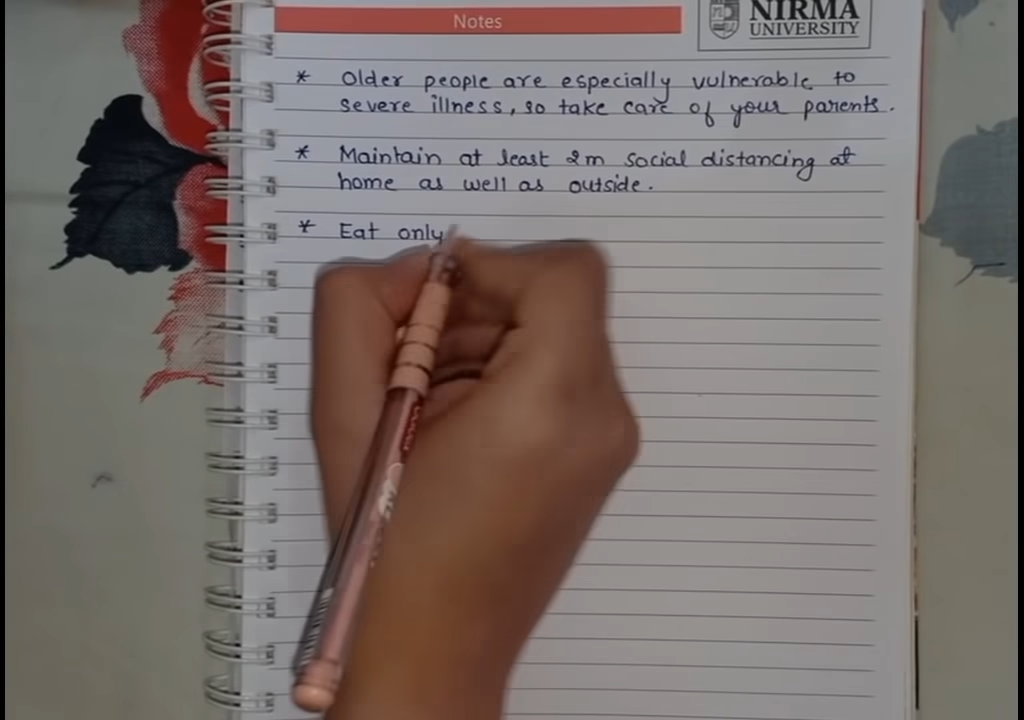 Notes
NIRMA
UNIVERSITY
* Older people are especially vulnerable to
severe illness, so take care of your parents.
* Maintain at least 2m social distancing at
home as well as outside.
* Eat only